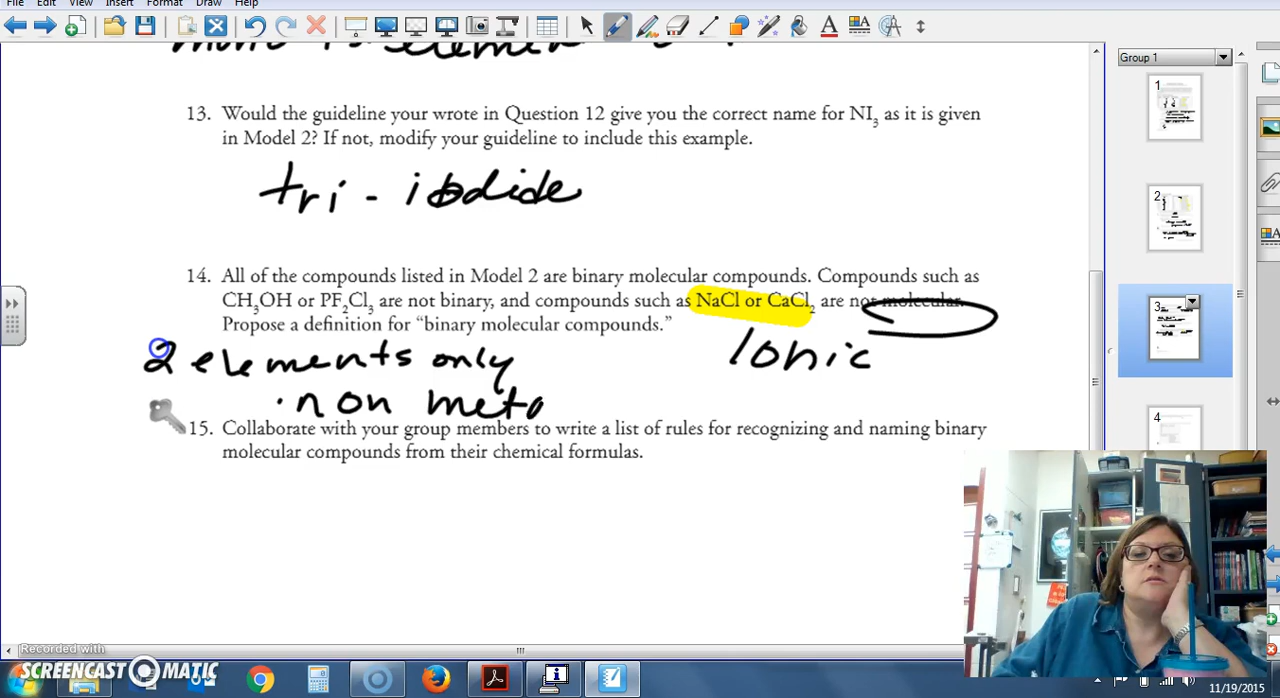 File Edit View Insert Format Draw Help
Group 1
13. Would the guideline your wrote in Question 12 give you the correct name for NI₃ as it is given
in Model 2? If not, modify your guideline to include this example.
tri - iodide
14. All of the compounds listed in Model 2 are binary molecular compounds. Compounds such as
CH₃OH or PF₂Cl₃ are not binary, and compounds such as NaCl or CaCl₂ are not molecular.
Propose a definition for “binary molecular compounds.”
Ionic
2 elements only
· non meta
15. Collaborate with your group members to write a list of rules for recognizing and naming binary
molecular compounds from their chemical formulas.
1
2
3
4
Recorded with
SCREENCAST MATIC
11/19/2015